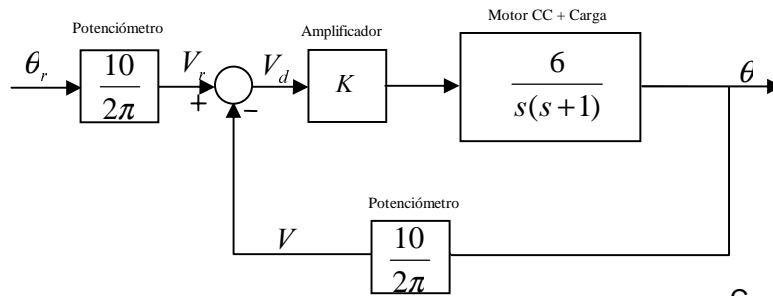 Motor CC + Carga
Potenciómetro
Amplificador
θr
10
2π
Vr
+
−
Vd
K
6
s(s+1)
θ
Potenciómetro
V
10
2π